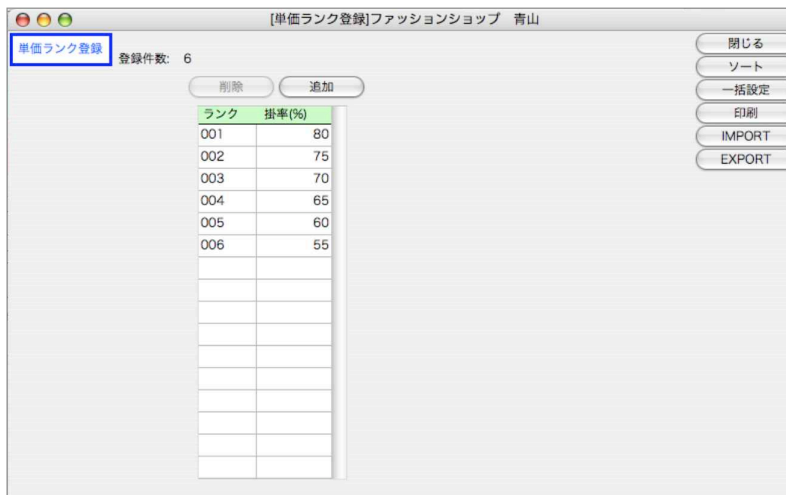 [単価ランク登録]ファッションショップ　青山
単価ランク登録
登録件数: 6
削除 追加
ランク 掛率(%)
001 80
002 75
003 70
004 65
005 60
006 55
閉じる
ソート
一括設定
印刷
IMPORT
EXPORT